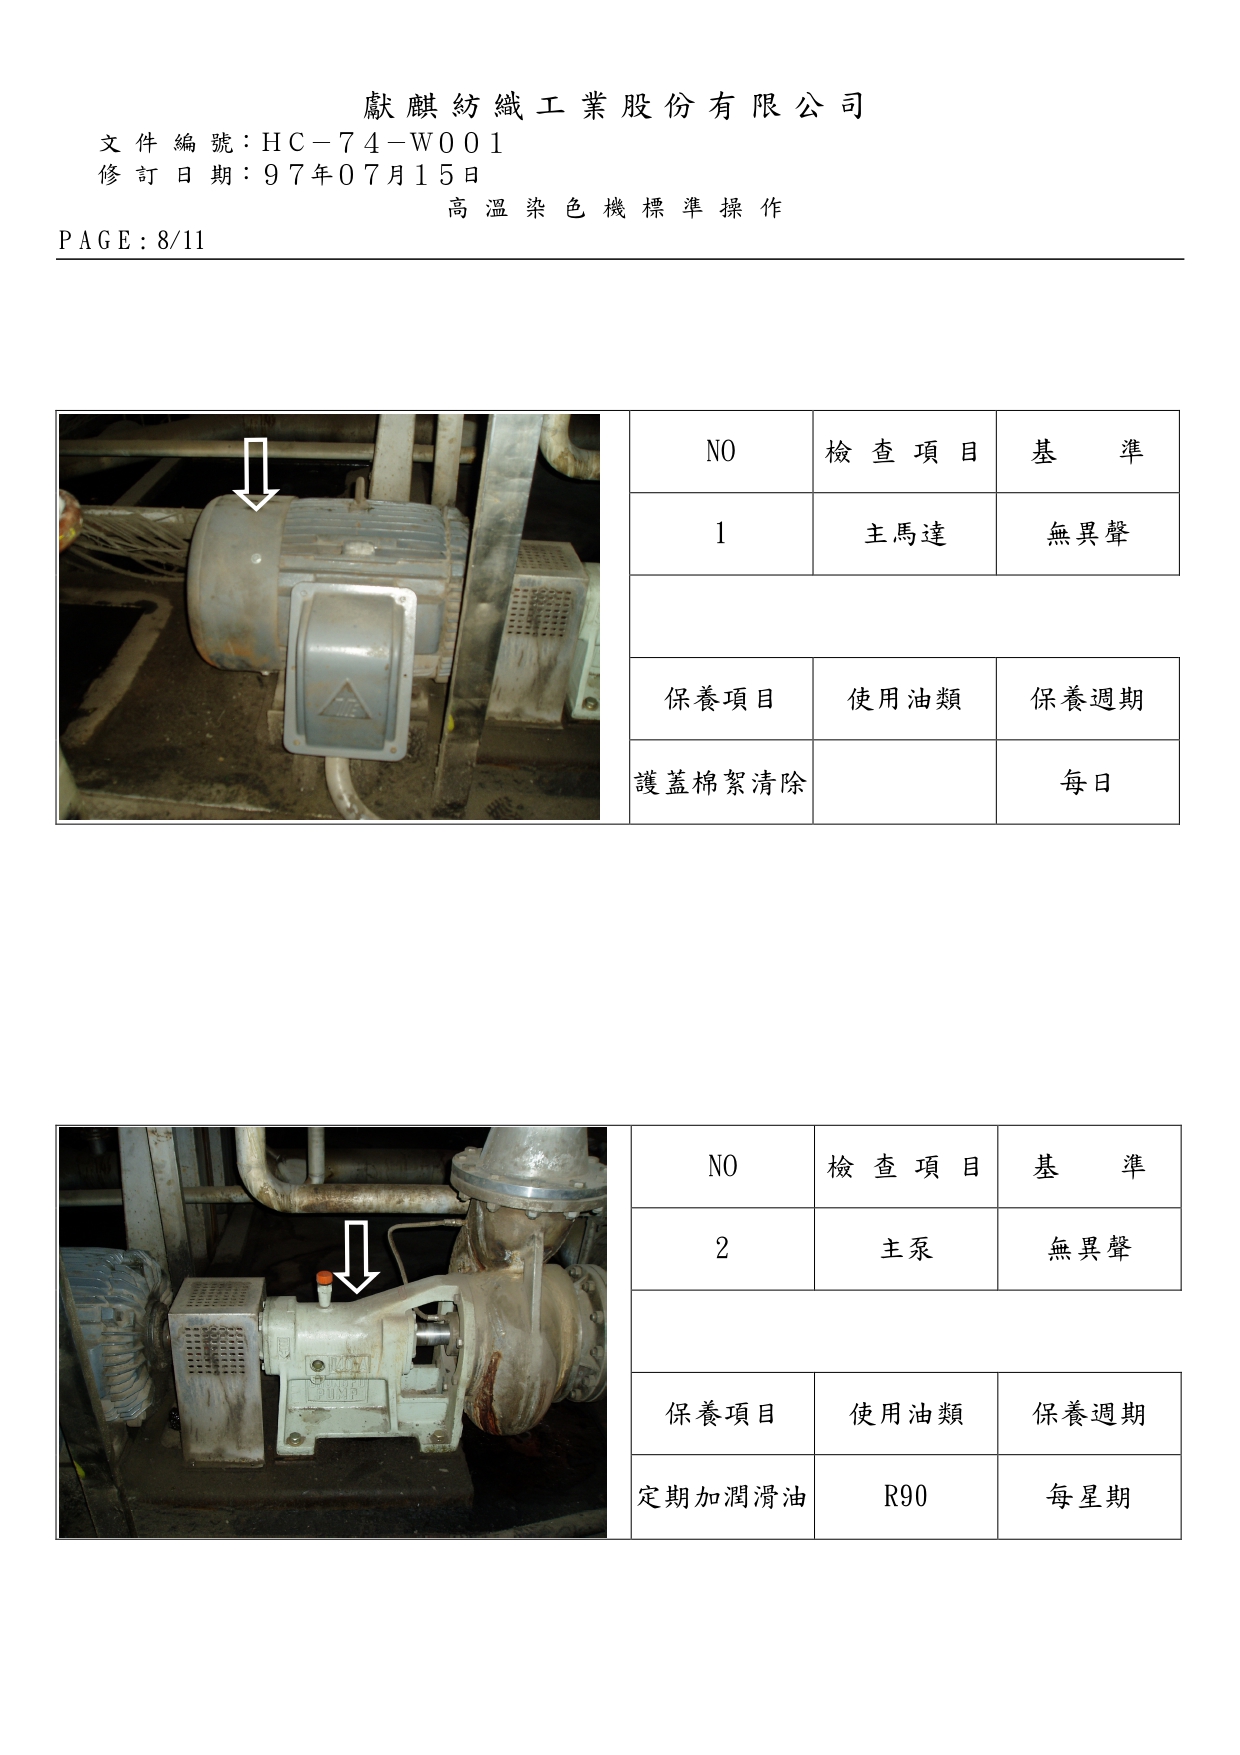 獻麒紡織工業股份有限公司
文件編號：HC－74－W001
修訂日期：97年07月15日
高溫染色機標準操作
PAGE: 8/11
NO 檢查項目 基 準
1 主馬達 無異聲
保養項目 使用油類 保養週期
護蓋棉絮清除 每日
NO 檢查項目 基 準
2 主泵 無異聲
保養項目 使用油類 保養週期
定期加潤滑油 R90 每星期
PUMP